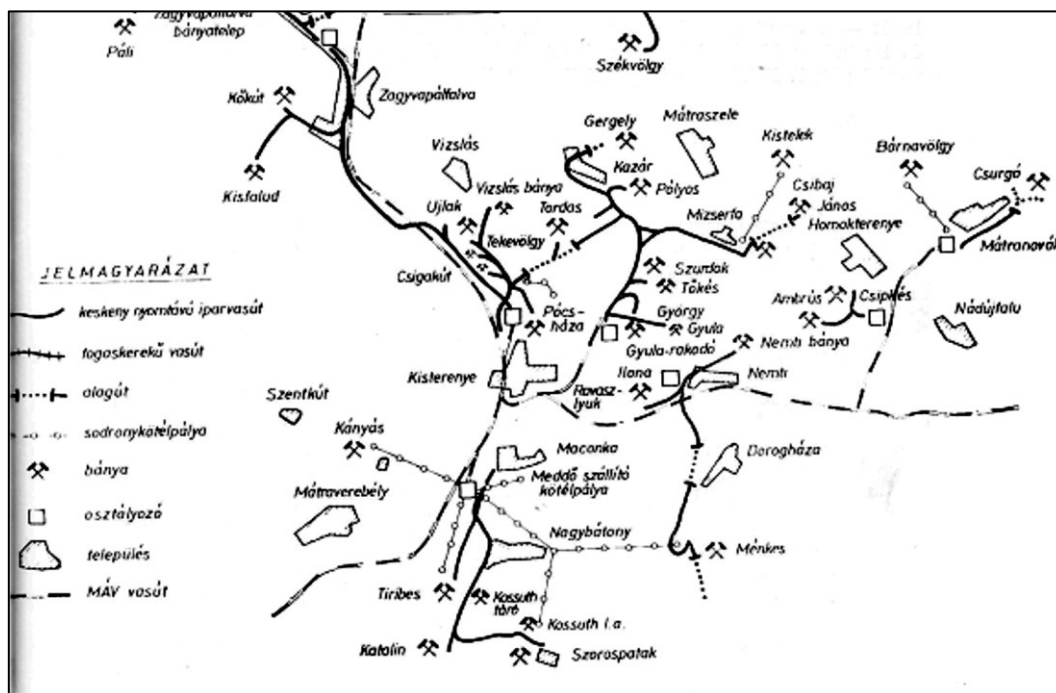 Zagyvapálfalva
bányatelep
Páli
Székvölgy
Kőkút
Zagyvapálfalva
Gergely
Mátraszele
Kistelek
Bárnavölgy
Vizslás
Kazár
Csurgó
Kisfalud
Vizslás bánya
Pályos
Csibaj
Ujlak
Tordas
János
Mizserfa
Homokterenye
Tekevölgy
Mátranovák
JELMAGYARÁZAT
Csigakút
Szurdok
Tőkés
Ambrus
Csipkés
Nádújfalu
keskeny nyomtávú iparvasút
Pócs-
háza
György
Gyula
fogaskerekű vasút
Gyula-rakodó
Nemti bánya
Kisterenye
Ilona
Nemti
alagút
Szentkút
Ravasz-
lyuk
sodronykötélpálya
Kányás
Maconka
Dorogháza
bánya
Meddő szállító
kötélpálya
Mátraverebély
osztályozó
Nagybátony
Ménkes
település
MÁV vasút
Tiribes
Kossuth
táró
Kossuth l.a.
Katalin
Szorospatak